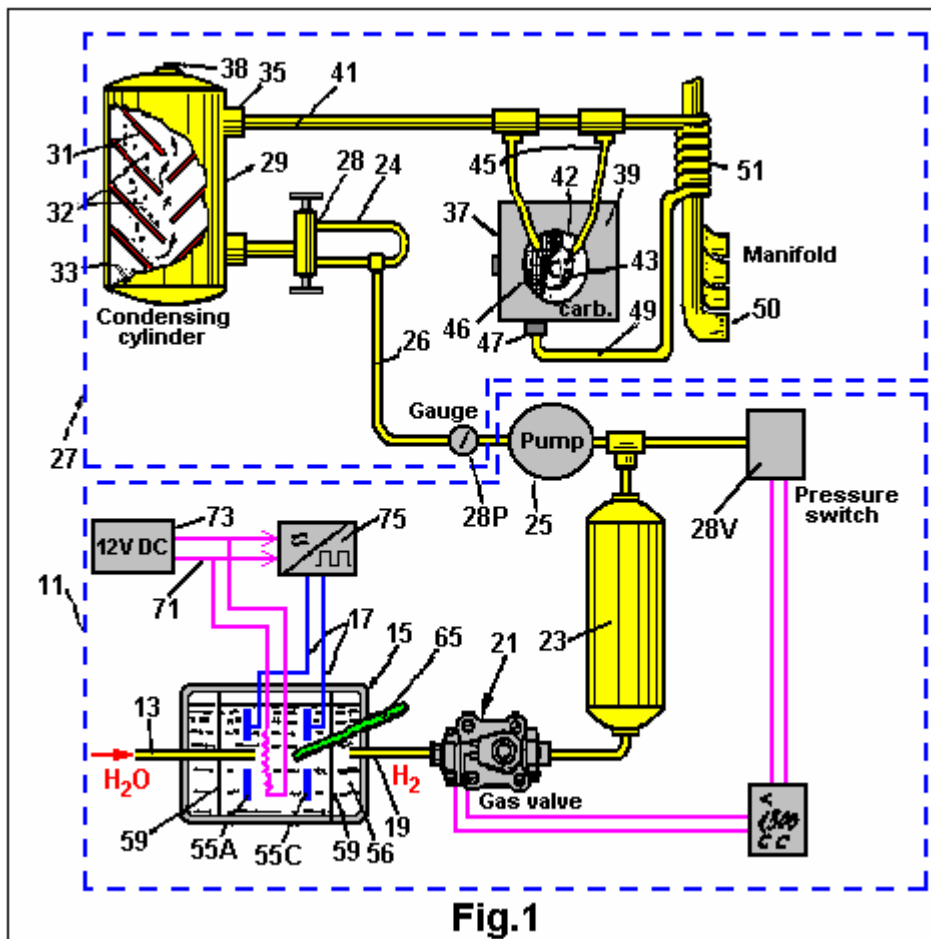 38 35 41
31 29 28 24 45 42 39 51
32 37
33 43 Manifold
Condensing
cylinder
46 carb. 50
47 49
26
27
Gauge
Pump
28P 25 28V
Pressure
switch
73 75
12V DC
71
11 17 15 65 21 23
13
H2O H2
Gas valve
59 55A 55C 59 56 19
Fig.1